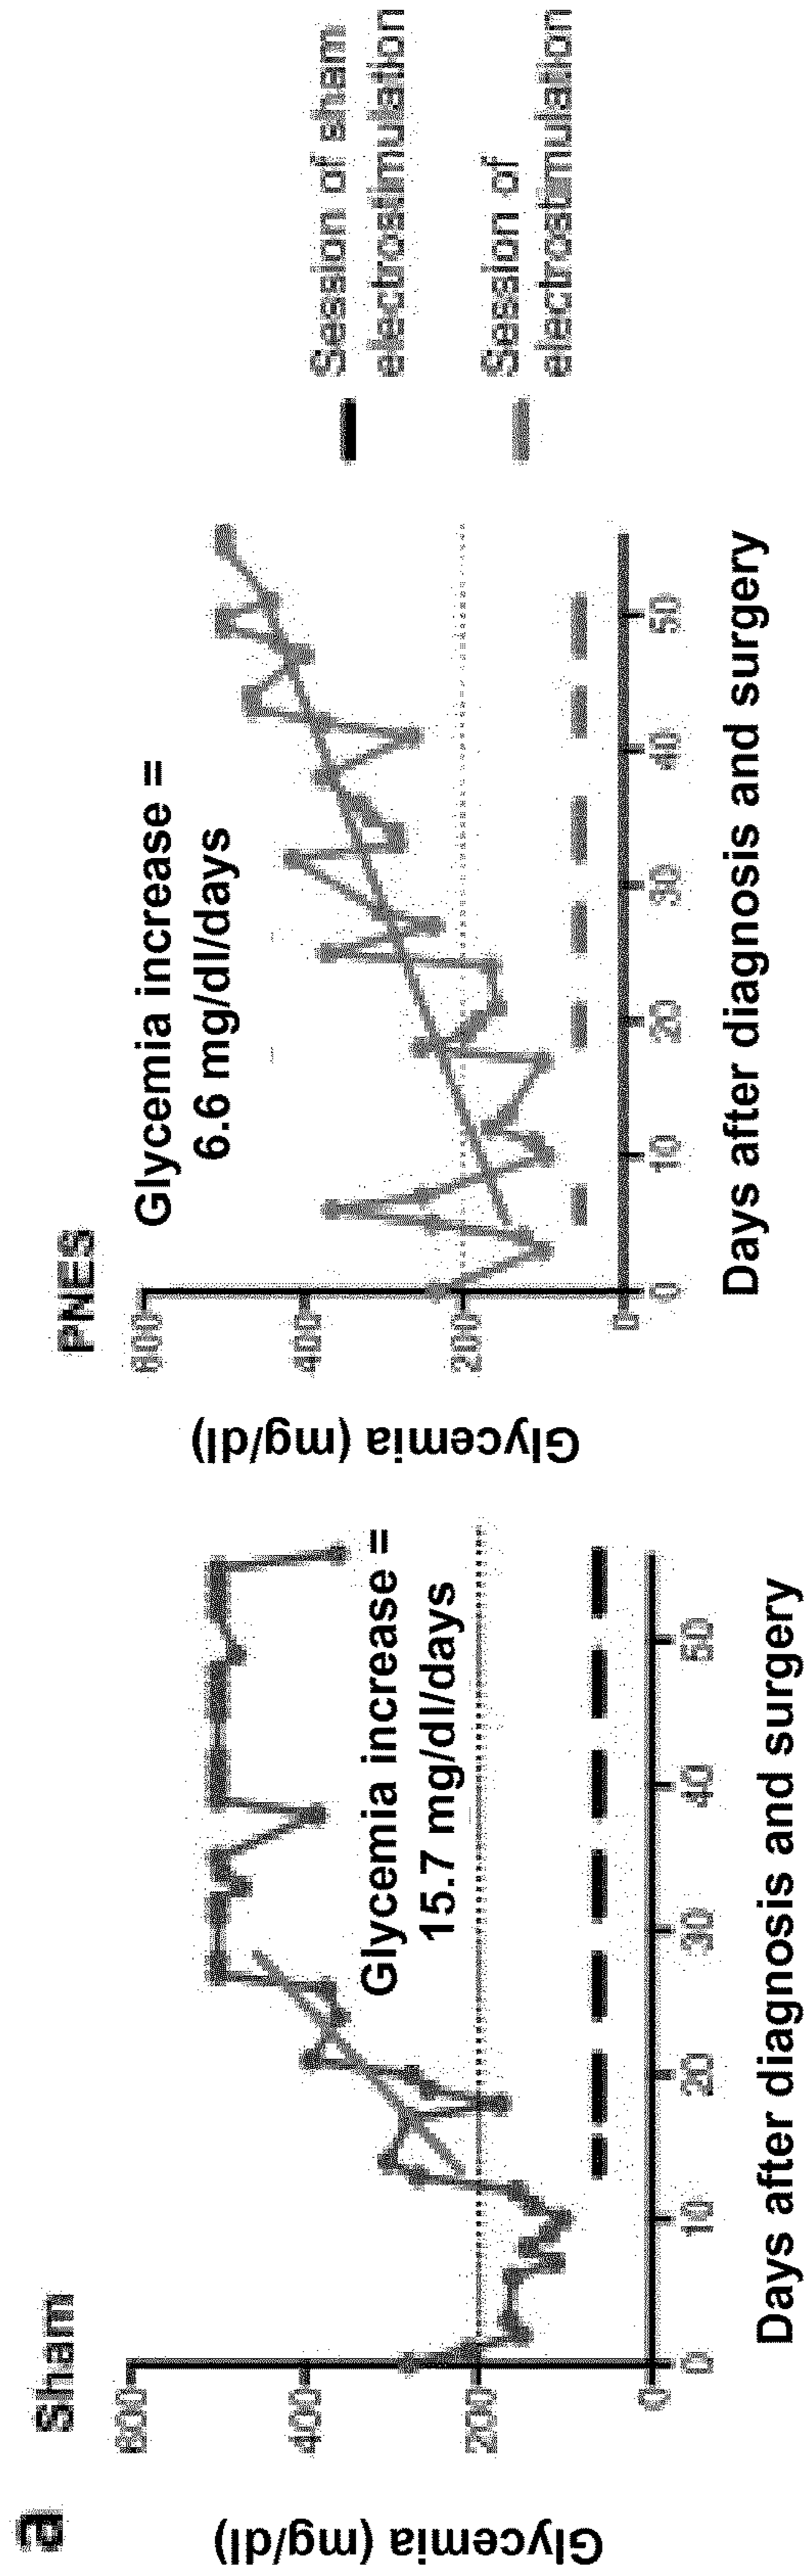 a
Sham
Glycemia (mg/dl)
600
400
200
0
Glycemia increase =
15.7 mg/dl/days
0 10 20 30 40 50
Days after diagnosis and surgery
PNES
Glycemia (mg/dl)
600
400
200
0
Glycemia increase =
6.6 mg/dl/days
0 10 20 30 40 50
Days after diagnosis and surgery
Session of sham
electrostimulation
Session of
electrostimulation